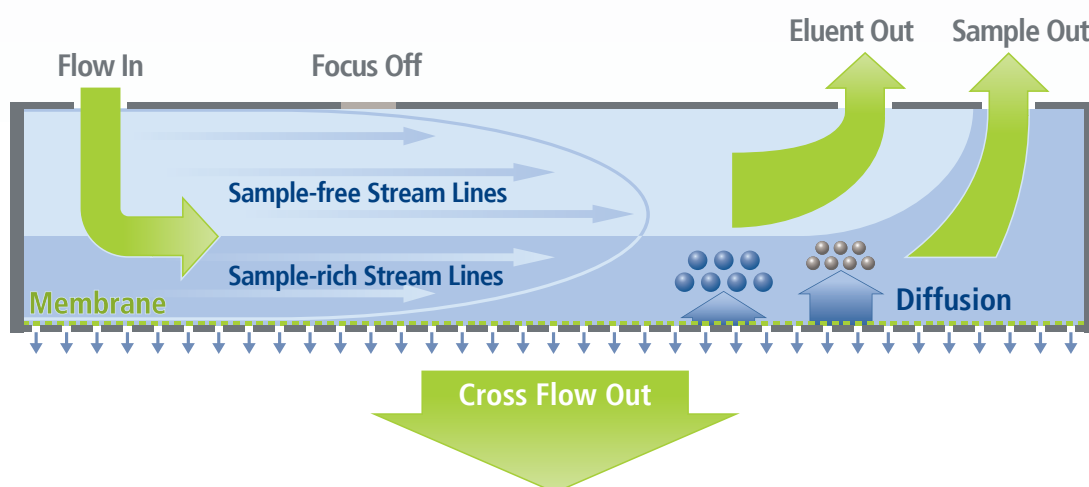 Eluent Out
Sample Out
Flow In
Focus Off
Sample-free Stream Lines
Sample-rich Stream Lines
Membrane
Diffusion
Cross Flow Out